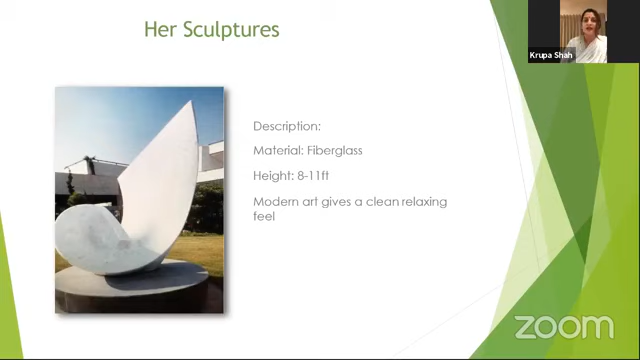 Her Sculptures
Krupa Shah
Description:
Material: Fiberglass
Height: 8-11ft
Modern art gives a clean relaxing
feel
zoom